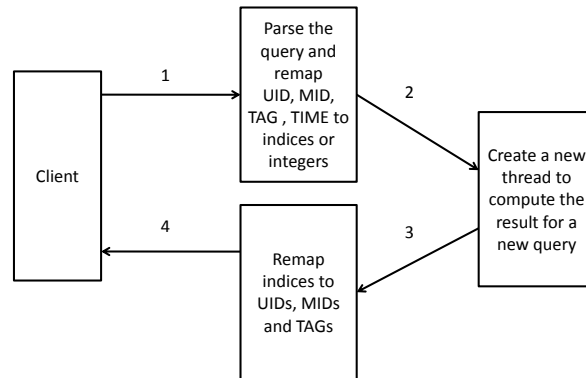 Client
1
Parse the
query and
remap
UID, MID,
TAG , TIME to
indices or
integers
2
Create a new
thread to
compute the
result for a
new query
3
Remap
indices to
UIDs, MIDs
and TAGs
4